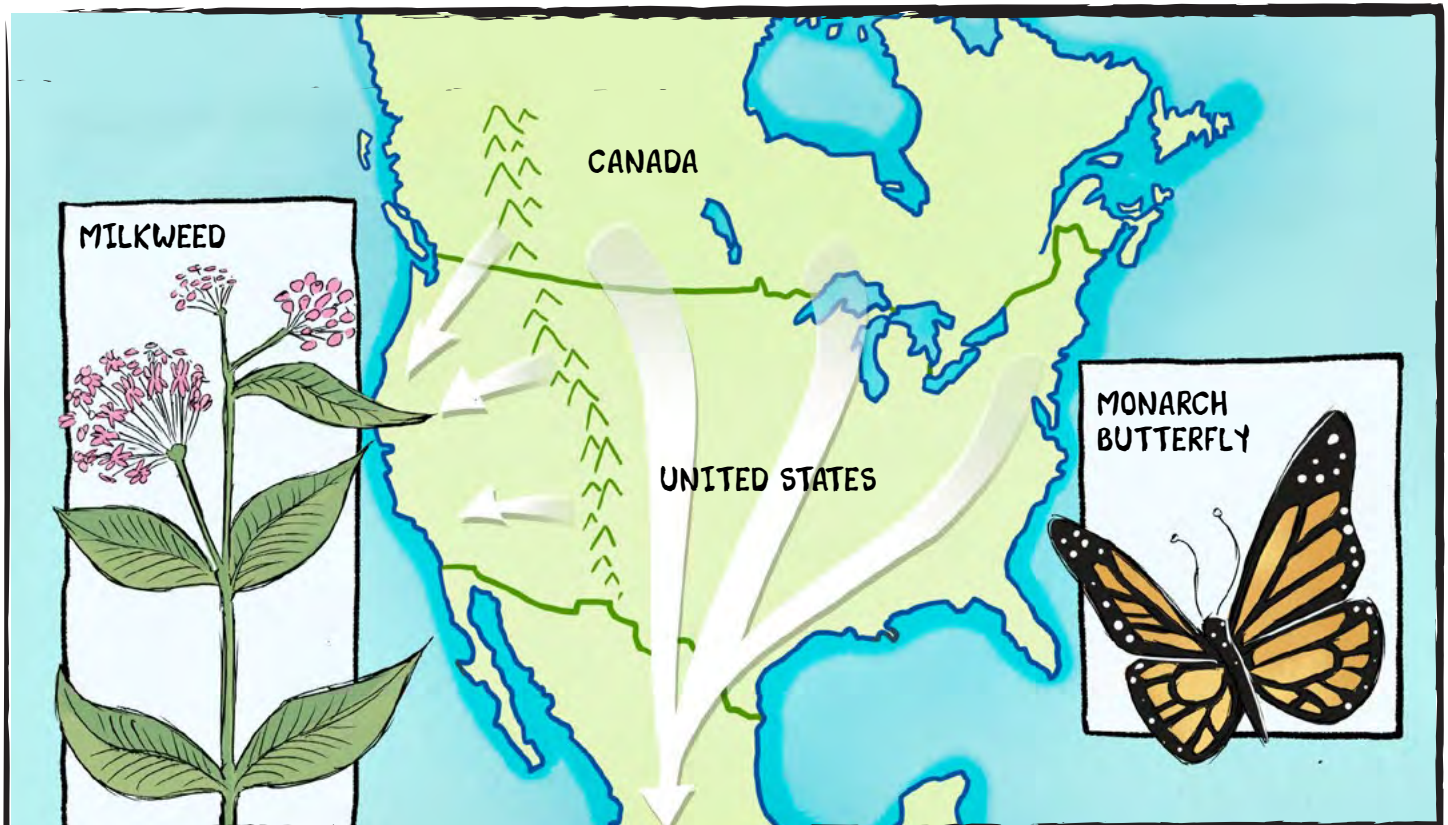 CANADA
MILKWEED
MONARCH
BUTTERFLY
UNITED STATES